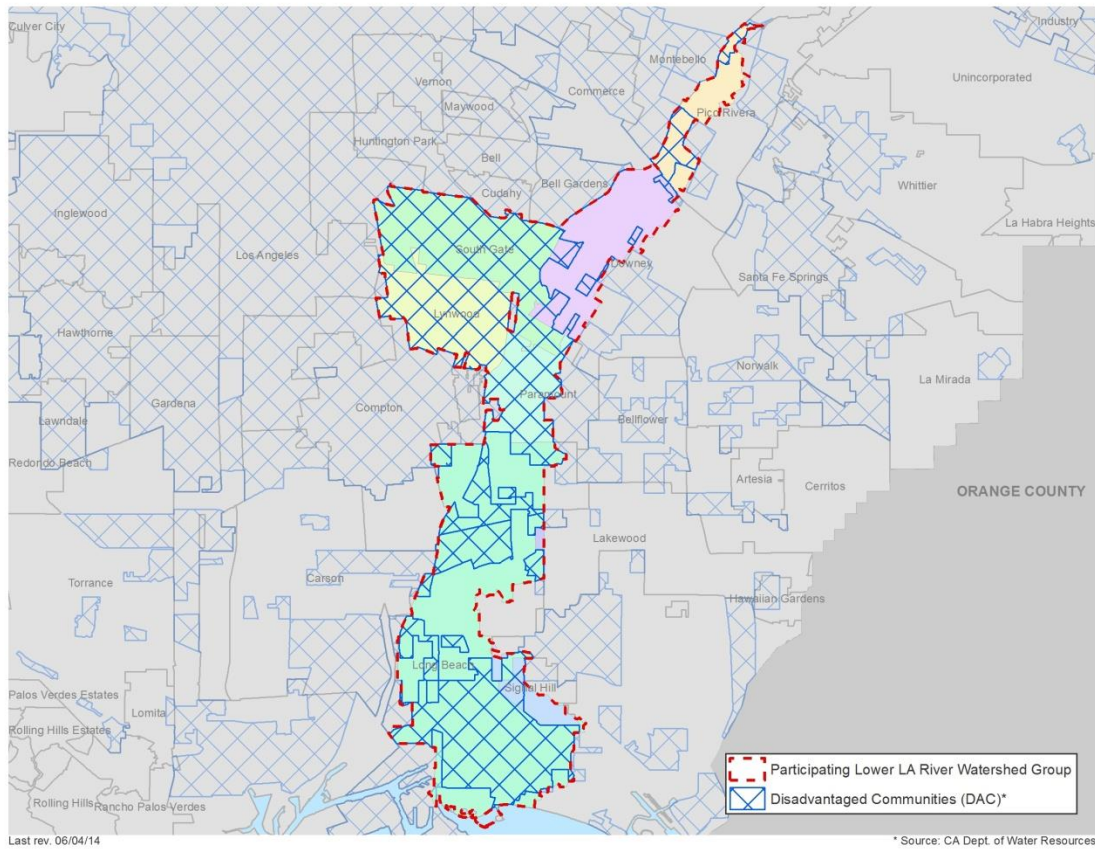 Culver City
Industry
Montebello
Unincorporated
Vernon
Commerce
Maywood
Pico Rivera
Huntington Park
Bell
Whittier
Bell Gardens
Cudahy
Inglewood
La Habra Heights
South Gate
Los Angeles
Downey
Santa Fe Springs
Lynwood
Hawthorne
Norwalk
La Mirada
Paramount
Gardena
Compton
Bellflower
Lawndale
Redondo Beach
Artesia
Cerritos
ORANGE COUNTY
Lakewood
Carson
Torrance
Hawaiian Gardens
Long Beach
Signal Hill
Palos Verdes Estates
Lomita
Rolling Hills Estates
Participating Lower LA River Watershed Group
Disadvantaged Communities (DAC)*
Rolling Hills
Rancho Palos Verdes
Last rev. 06/04/14
* Source: CA Dept. of Water Resources